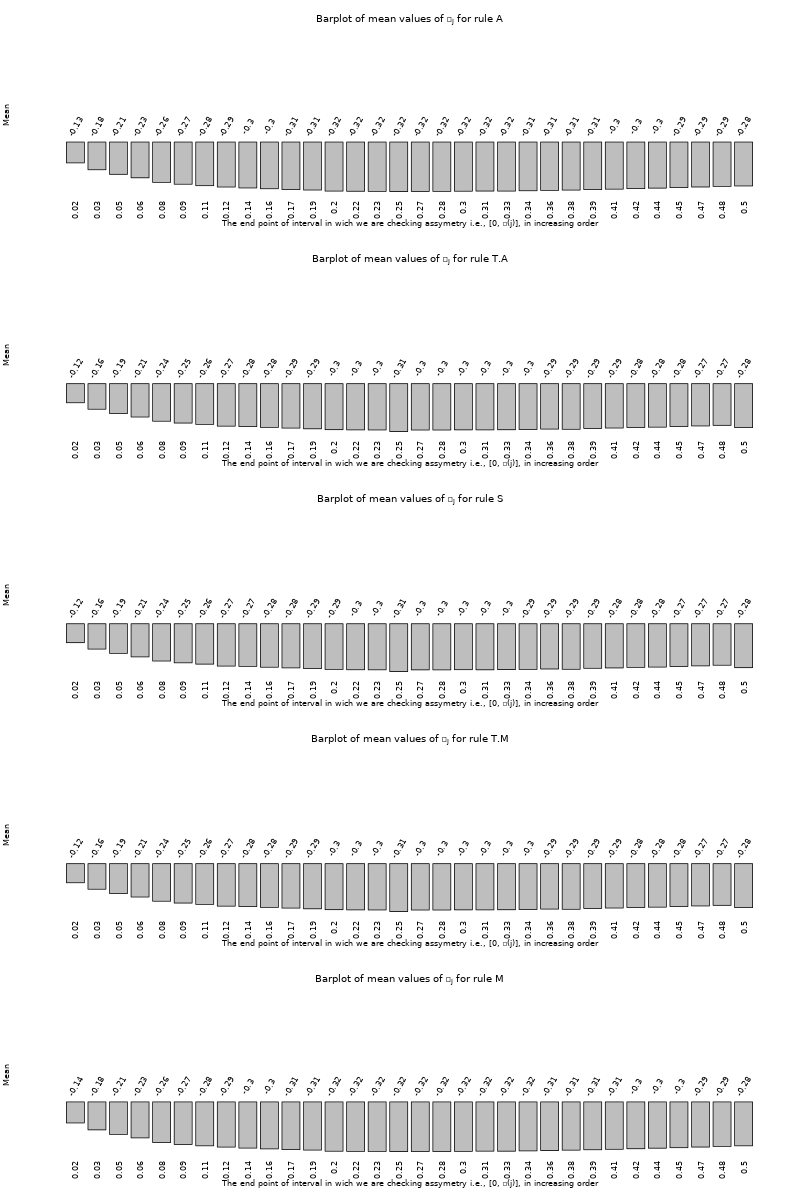 Barplot of mean values of □j for rule A
Mean
-0.13 -0.18 -0.21 -0.23 -0.26 -0.27 -0.28 -0.29 -0.3 -0.3 -0.31 -0.31 -0.32 -0.32 -0.32 -0.32 -0.32 -0.32 -0.32 -0.32 -0.32 -0.31 -0.31 -0.31 -0.31 -0.3 -0.3 -0.3 -0.29 -0.29 -0.29 -0.28
0.02 0.03 0.05 0.06 0.08 0.09 0.11 0.12 0.14 0.16 0.17 0.19 0.2 0.22 0.23 0.25 0.27 0.28 0.3 0.31 0.33 0.34 0.36 0.38 0.39 0.41 0.42 0.44 0.45 0.47 0.48 0.5
The end point of interval in wich we are checking assymetry i.e., [0, □(j)], in increasing order
Barplot of mean values of □j for rule T.A
Mean
-0.12 -0.16 -0.19 -0.21 -0.24 -0.25 -0.26 -0.27 -0.28 -0.28 -0.29 -0.29 -0.3 -0.3 -0.3 -0.31 -0.3 -0.3 -0.3 -0.3 -0.3 -0.3 -0.29 -0.29 -0.29 -0.29 -0.28 -0.28 -0.28 -0.27 -0.27 -0.28
0.02 0.03 0.05 0.06 0.08 0.09 0.11 0.12 0.14 0.16 0.17 0.19 0.2 0.22 0.23 0.25 0.27 0.28 0.3 0.31 0.33 0.34 0.36 0.38 0.39 0.41 0.42 0.44 0.45 0.47 0.48 0.5
The end point of interval in wich we are checking assymetry i.e., [0, □(j)], in increasing order
Barplot of mean values of □j for rule S
Mean
-0.12 -0.16 -0.19 -0.21 -0.24 -0.25 -0.26 -0.27 -0.27 -0.28 -0.28 -0.29 -0.29 -0.3 -0.3 -0.31 -0.3 -0.3 -0.3 -0.3 -0.3 -0.29 -0.29 -0.29 -0.29 -0.28 -0.28 -0.28 -0.27 -0.27 -0.27 -0.28
0.02 0.03 0.05 0.06 0.08 0.09 0.11 0.12 0.14 0.16 0.17 0.19 0.2 0.22 0.23 0.25 0.27 0.28 0.3 0.31 0.33 0.34 0.36 0.38 0.39 0.41 0.42 0.44 0.45 0.47 0.48 0.5
The end point of interval in wich we are checking assymetry i.e., [0, □(j)], in increasing order
Barplot of mean values of □j for rule T.M
Mean
-0.12 -0.16 -0.19 -0.21 -0.24 -0.25 -0.26 -0.27 -0.28 -0.28 -0.29 -0.29 -0.3 -0.3 -0.3 -0.31 -0.3 -0.3 -0.3 -0.3 -0.3 -0.3 -0.29 -0.29 -0.29 -0.29 -0.28 -0.28 -0.28 -0.27 -0.27 -0.28
0.02 0.03 0.05 0.06 0.08 0.09 0.11 0.12 0.14 0.16 0.17 0.19 0.2 0.22 0.23 0.25 0.27 0.28 0.3 0.31 0.33 0.34 0.36 0.38 0.39 0.41 0.42 0.44 0.45 0.47 0.48 0.5
The end point of interval in wich we are checking assymetry i.e., [0, □(j)], in increasing order
Barplot of mean values of □j for rule M
Mean
-0.14 -0.18 -0.21 -0.23 -0.26 -0.27 -0.28 -0.29 -0.3 -0.3 -0.31 -0.31 -0.32 -0.32 -0.32 -0.32 -0.32 -0.32 -0.32 -0.32 -0.32 -0.32 -0.31 -0.31 -0.31 -0.31 -0.3 -0.3 -0.3 -0.29 -0.29 -0.28
0.02 0.03 0.05 0.06 0.08 0.09 0.11 0.12 0.14 0.16 0.17 0.19 0.2 0.22 0.23 0.25 0.27 0.28 0.3 0.31 0.33 0.34 0.36 0.38 0.39 0.41 0.42 0.44 0.45 0.47 0.48 0.5
The end point of interval in wich we are checking assymetry i.e., [0, □(j)], in increasing order